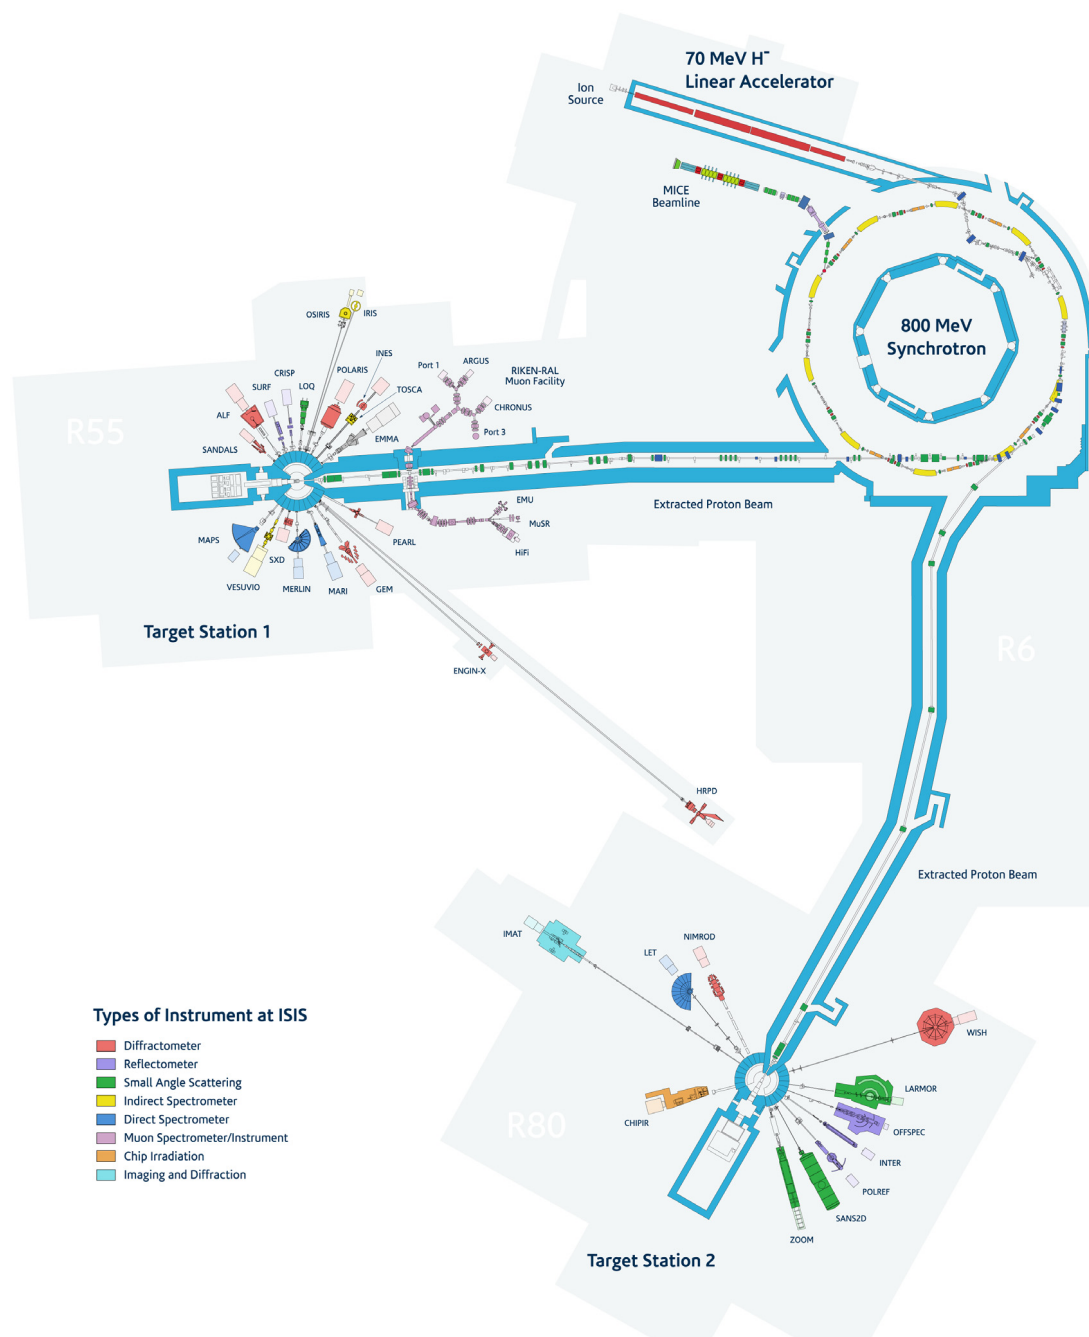 70 MeV H⁻
Linear Accelerator
Ion
Source
MICE
Beamline
800 MeV
Synchrotron
OSIRIS
IRIS
INES
POLARIS
TOSCA
CRISP
SURF
LOQ
ALF
SANDALS
EMMA
Port 1
ARGUS
RIKEN-RAL
Muon Facility
CHRONUS
Port 3
R55
Extracted Proton Beam
EMU
MuSR
HiFi
PEARL
MAPS
SXD
VESUVIO
MERLIN
MARI
GEM
Target Station 1
ENGIN-X
R6
HRPD
Extracted Proton Beam
IMAT
LET
NIMROD
WISH
LARMOR
OFFSPEC
INTER
POLREF
SANS2D
ZOOM
CHIPIR
R80
Target Station 2
Types of Instrument at ISIS
Diffractometer
Reflectometer
Small Angle Scattering
Indirect Spectrometer
Direct Spectrometer
Muon Spectrometer/Instrument
Chip Irradiation
Imaging and Diffraction